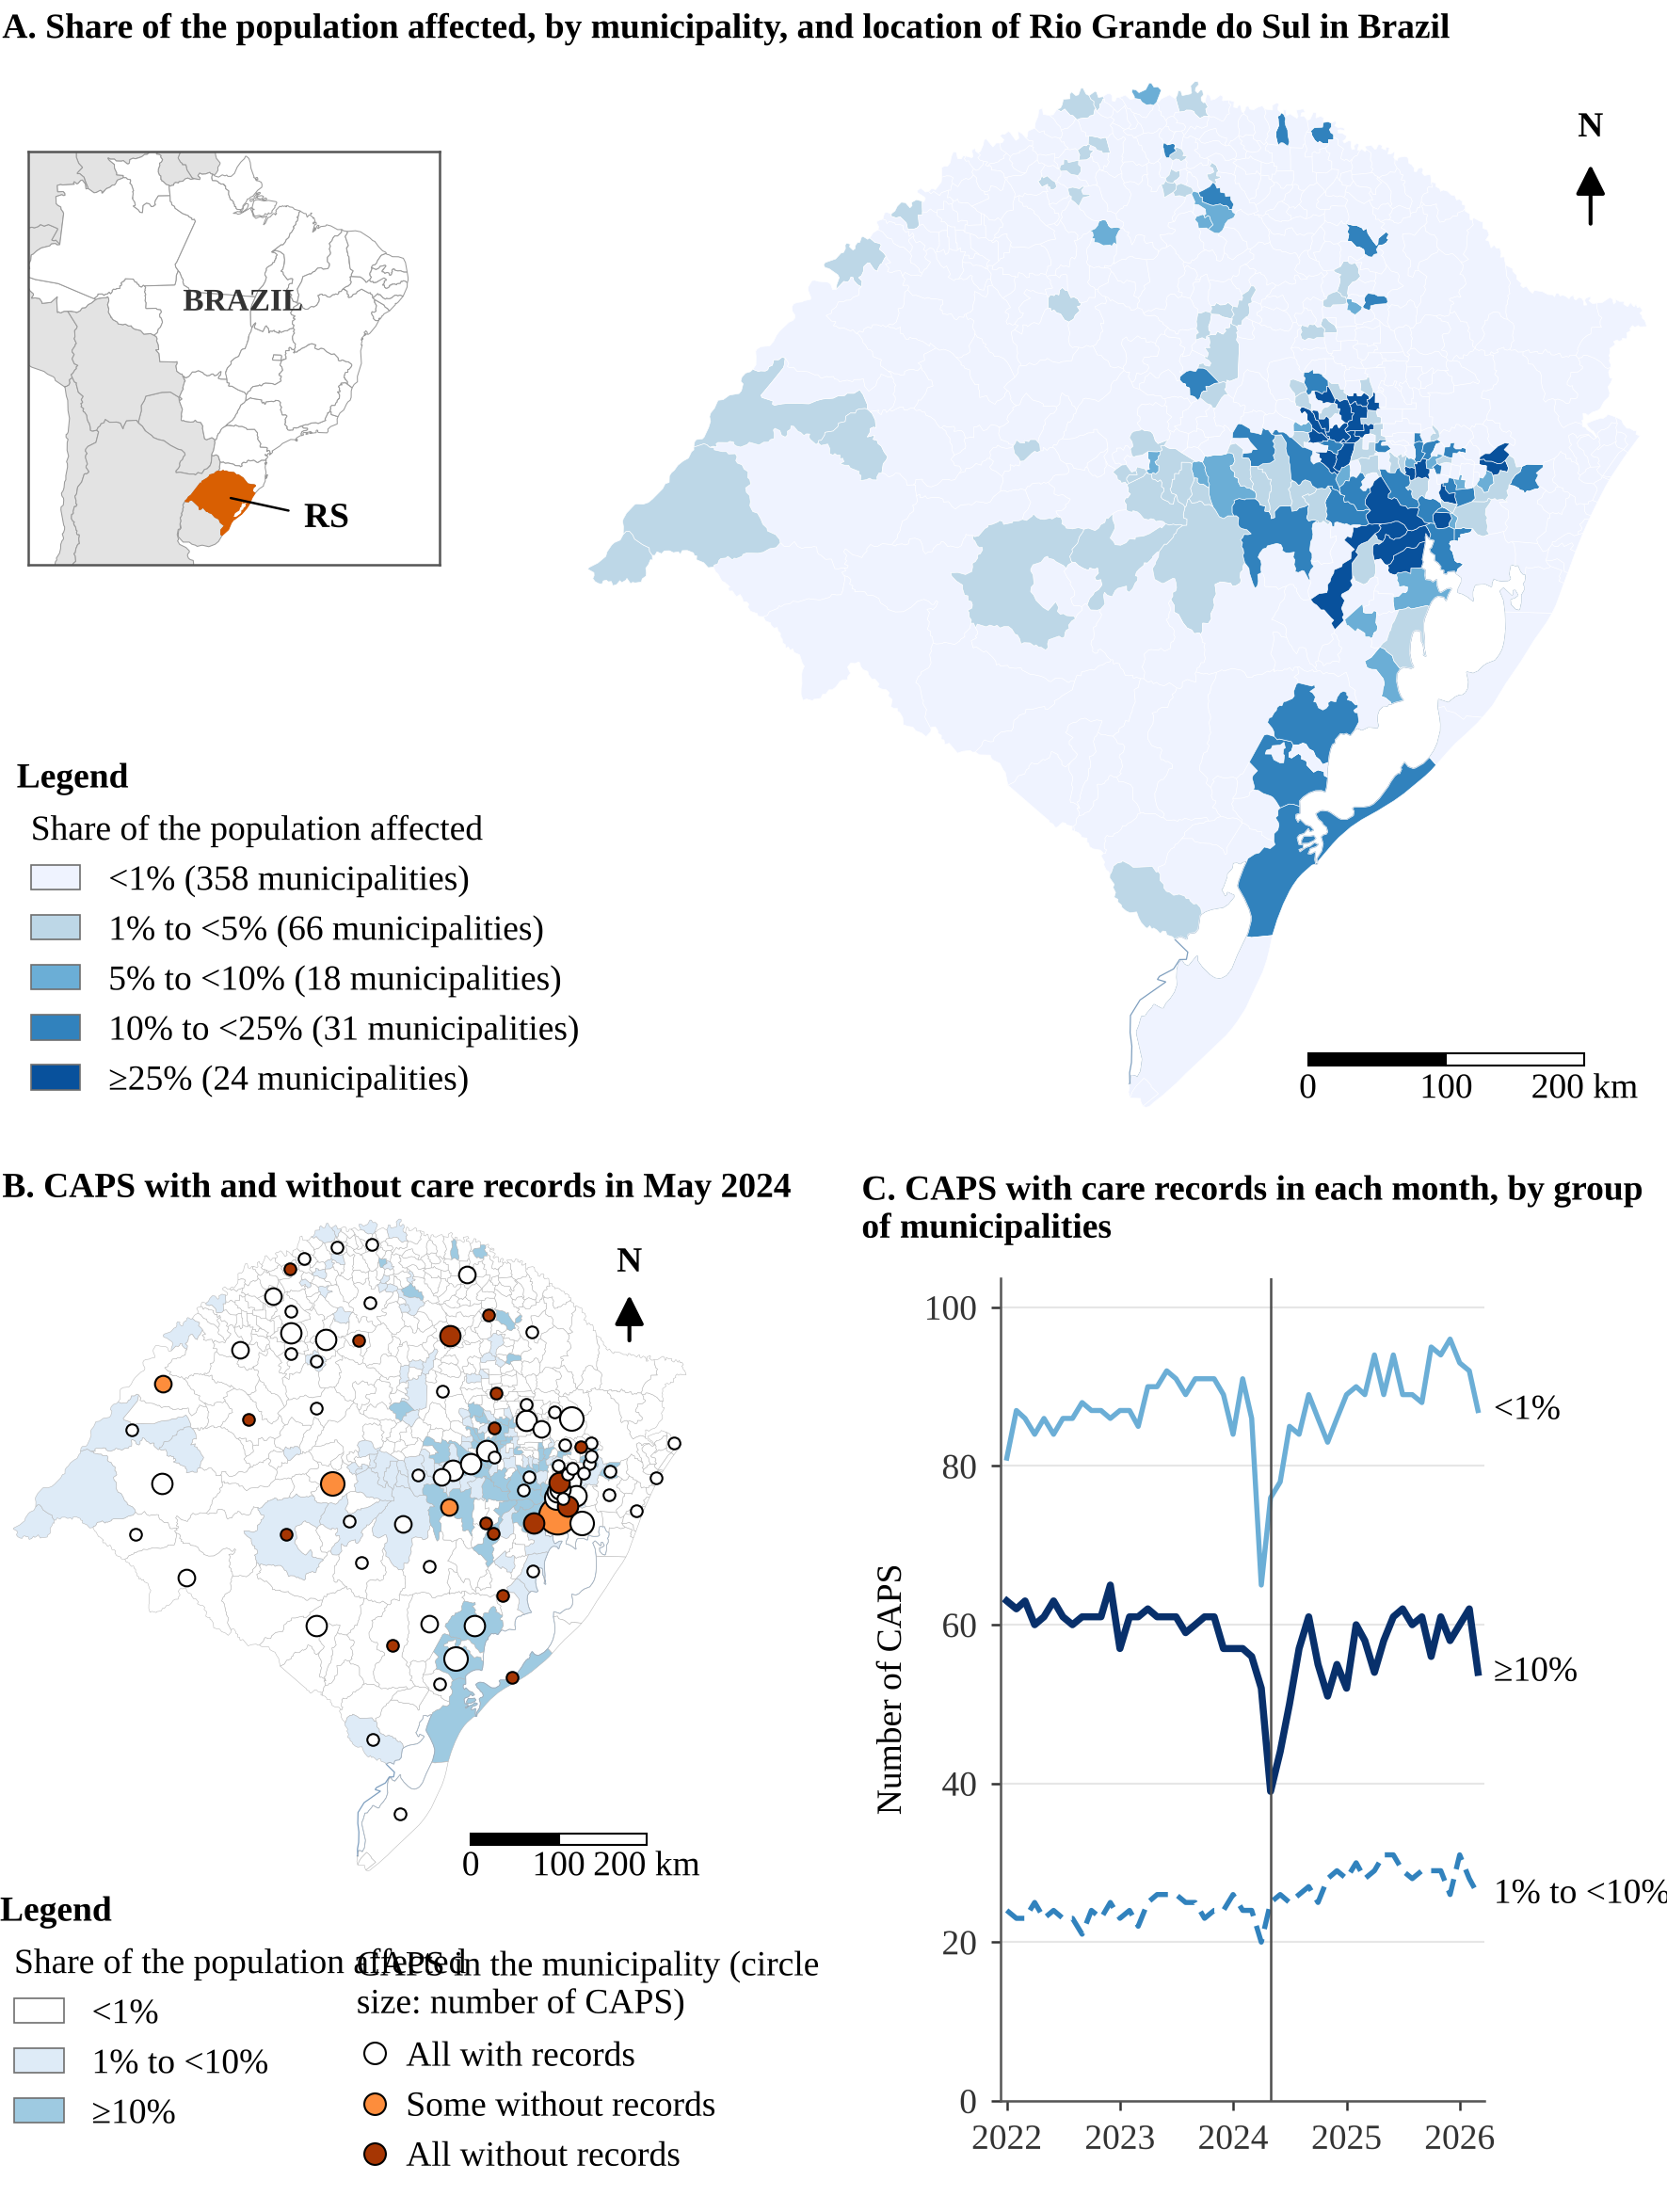 A. Share of the population affected, by municipality, and location of Rio Grande do Sul in Brazil
N
BRAZIL
RS
Legend
Share of the population affected
<1% (358 municipalities)
1% to <5% (66 municipalities)
5% to <10% (18 municipalities)
10% to <25% (31 municipalities)
≥25% (24 municipalities)
0 100 200 km
B. CAPS with and without care records in May 2024
N
0 100 200 km
Legend
Share of the population affected
<1%
1% to <10%
≥10%
CAPS in the municipality (circle
size: number of CAPS)
All with records
Some without records
All without records
C. CAPS with care records in each month, by group
of municipalities
Number of CAPS
100
80
60
40
20
0
2022 2023 2024 2025 2026
<1%
≥10%
1% to <10%